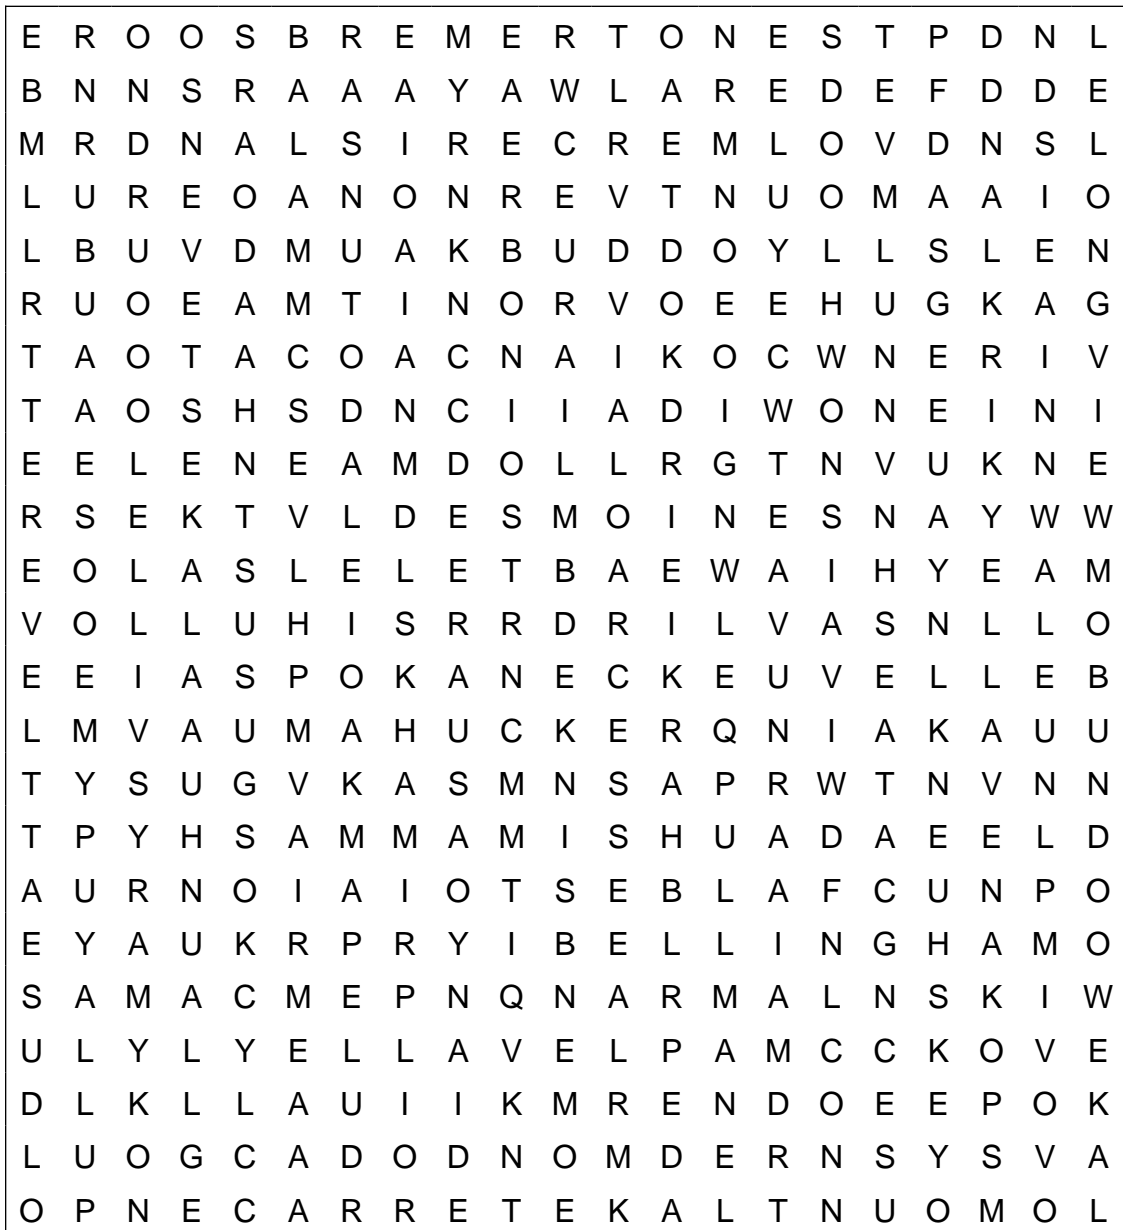 E R O O S B R E M E R T O N E S T P D N L
B N N S R A A A Y A W L A R E D E F D D E
M R D N A L S I R E C R E M L O V D N S L
L U R E O A N O N R E V T N U O M A A I O
L B U V D M U A K B U D D O Y L L S L E N
R U O E A M T I N O R V O E E H U G K A G
T A O T A C O A C N A I K O C W N E R I V
T A O S H S D N C I I A D I W O N E I N I
E E L E N E A M D O L L R G T N V U K N E
R S E K T V L D E S M O I N E S N A Y W W
E O L A S L E L E T B A E W A I H Y E A M
V O L L U H I S R R D R I L V A S N L L O
E E I A S P O K A N E C K E U V E L L E B
L M V A U M A H U C K E R Q N I A K A U U
T Y S U G V K A S M N S A P R W T N V N N
T P Y H S A M M A M I S H U A D A E E L D
A U R N O I A I O T S E B L A F C U N P O
E Y A U K R P R Y I B E L L I N G H A M O
S A M A C M E P N Q N A R M A L N S K I W
U L Y L Y E L L A V E L P A M C C K O V E
D L K L L A U I I K M R E N D O E E P O K
L U O G C A D O D N O M D E R N S Y S V A
O P N E C A R R E T E K A L T N U O M O L